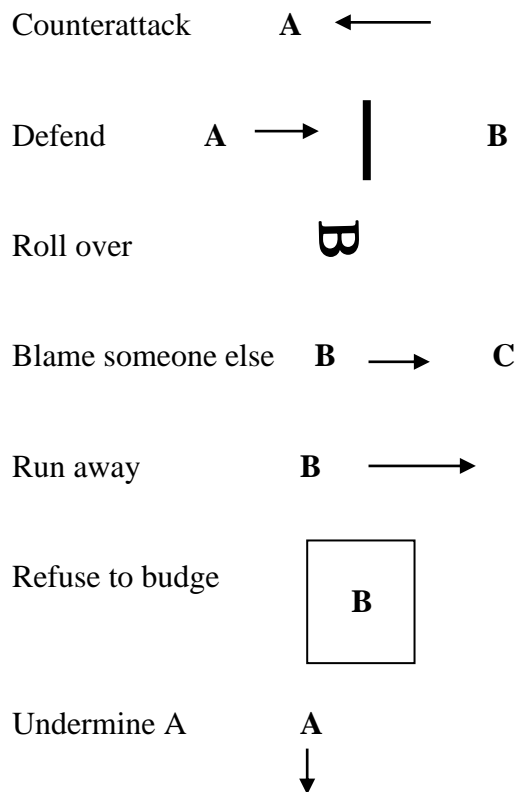 Counterattack A
Defend A B
Roll over B
Blame someone else B C
Run away B
Refuse to budge B
Undermine A A